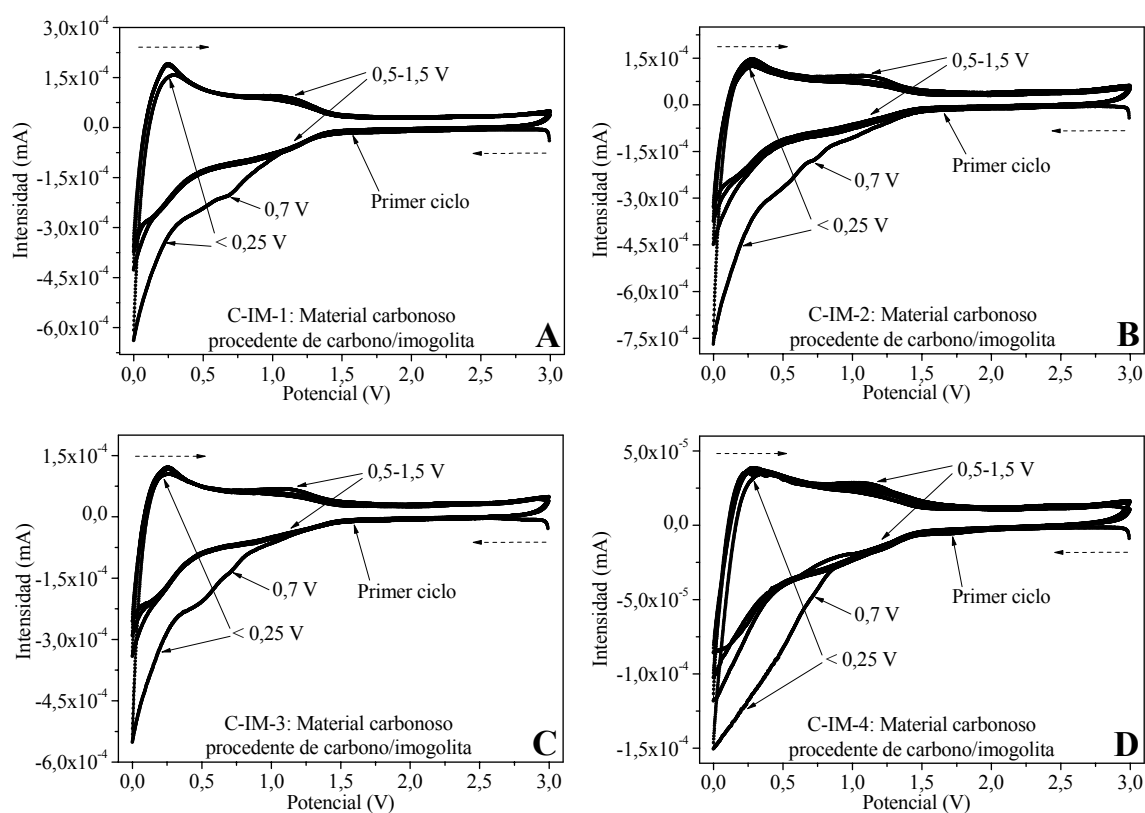 3,0x10⁻⁴
1,5x10⁻⁴
0,0
-1,5x10⁻⁴
-3,0x10⁻⁴
-4,5x10⁻⁴
-6,0x10⁻⁴
Intensidad (mA)
0,5-1,5 V
Primer ciclo
0,7 V
< 0,25 V
C-IM-1: Material carbonoso
procedente de carbono/imogolita
A
0,0 0,5 1,0 1,5 2,0 2,5 3,0
Potencial (V)
1,5x10⁻⁴
0,0
-1,5x10⁻⁴
-3,0x10⁻⁴
-4,5x10⁻⁴
-6,0x10⁻⁴
-7,5x10⁻⁴
Intensidad (mA)
0,5-1,5 V
Primer ciclo
0,7 V
< 0,25 V
C-IM-2: Material carbonoso
procedente de carbono/imogolita
B
0,0 0,5 1,0 1,5 2,0 2,5 3,0
Potencial (V)
1,5x10⁻⁴
0,0
-1,5x10⁻⁴
-3,0x10⁻⁴
-4,5x10⁻⁴
-6,0x10⁻⁴
Intensidad (mA)
0,5-1,5 V
Primer ciclo
0,7 V
< 0,25 V
C-IM-3: Material carbonoso
procedente de carbono/imogolita
C
0,0 0,5 1,0 1,5 2,0 2,5 3,0
Potencial (V)
5,0x10⁻⁵
0,0
-5,0x10⁻⁵
-1,0x10⁻⁴
-1,5x10⁻⁴
Intensidad (mA)
0,5-1,5 V
Primer ciclo
0,7 V
< 0,25 V
C-IM-4: Material carbonoso
procedente de carbono/imogolita
D
0,0 0,5 1,0 1,5 2,0 2,5 3,0
Potencial (V)